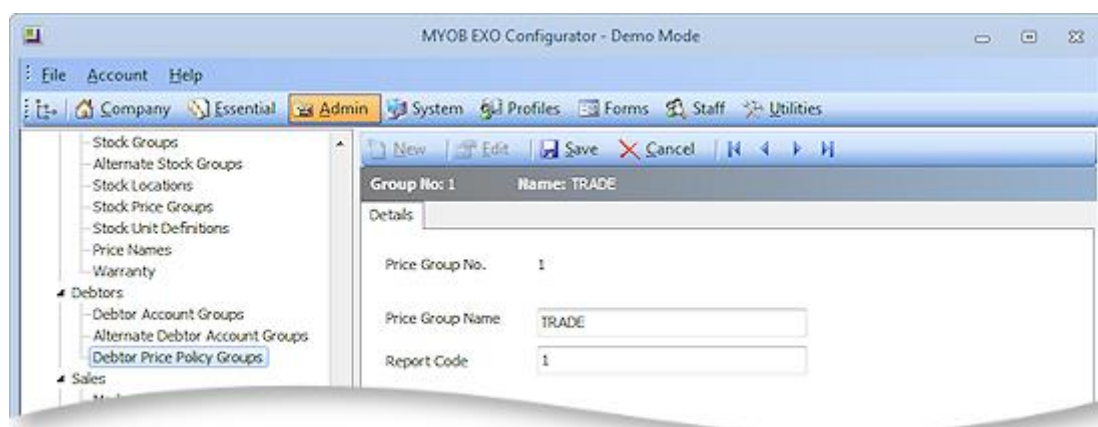 MYOB EXO Configurator - Demo Mode
File Account Help
Company Essential Admin System Profiles Forms Staff Utilities
Stock Groups
Alternate Stock Groups
Stock Locations
Stock Price Groups
Stock Unit Definitions
Price Names
Warranty
Debtors
Debtor Account Groups
Alternate Debtor Account Groups
Debtor Price Policy Groups
Sales
New Edit Save Cancel
Group No: 1 Name: TRADE
Details
Price Group No. 1
Price Group Name TRADE
Report Code 1